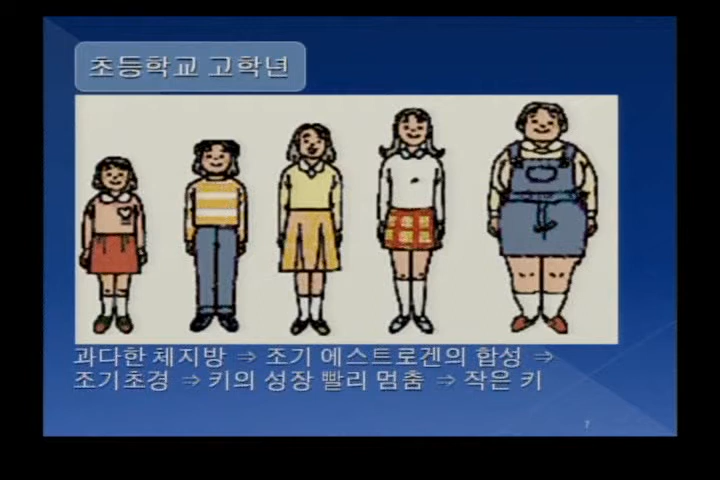 초등학교 고학년
과다한 체지방 ⇒ 조기 에스트로겐의 합성 ⇒
조기초경 ⇒ 키의 성장 빨리 멈춤 ⇒ 작은 키
7